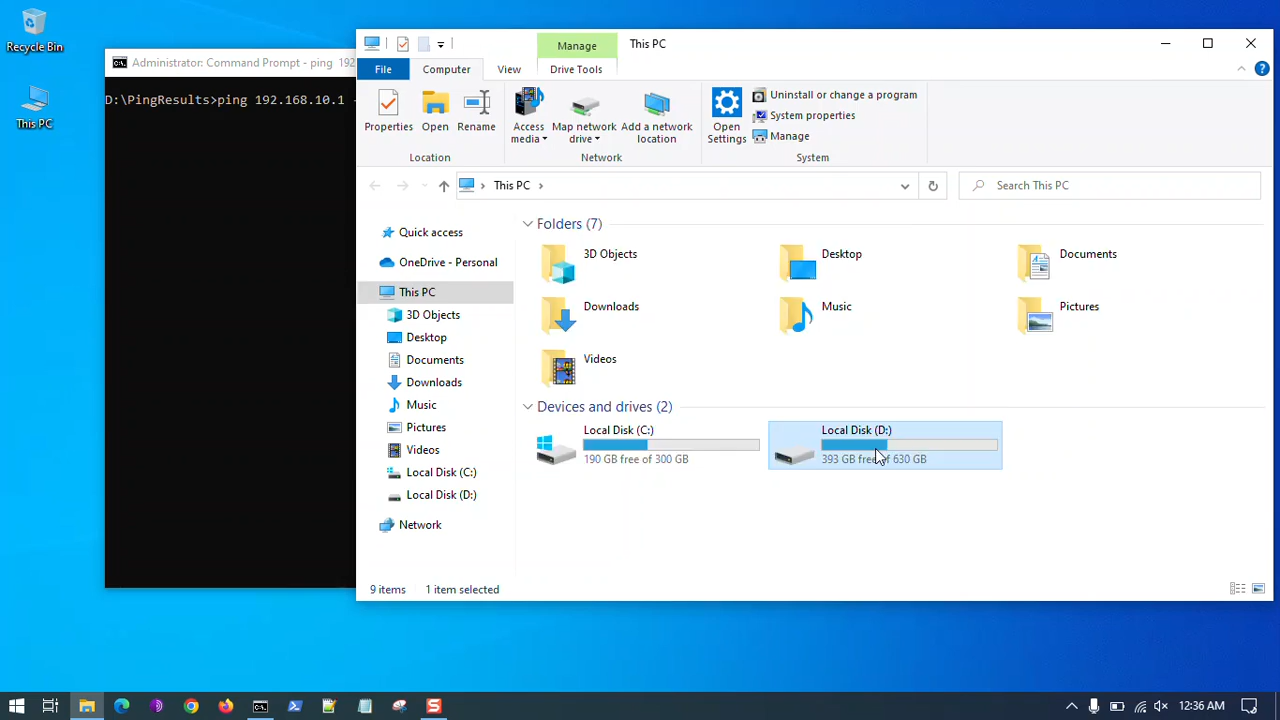 Recycle Bin
This PC
Administrator: Command Prompt - ping 192
D:\PingResults>ping 192.168.10.1 -
Manage
This PC
File
Computer
View
Drive Tools
Properties
Open
Rename
Access media
Map network drive
Add a network location
Open Settings
Uninstall or change a program
System properties
Manage
Location
Network
System
This PC
Search This PC
Quick access
OneDrive - Personal
This PC
3D Objects
Desktop
Documents
Downloads
Music
Pictures
Videos
Local Disk (C:)
Local Disk (D:)
Network
Folders (7)
3D Objects
Desktop
Documents
Downloads
Music
Pictures
Videos
Devices and drives (2)
Local Disk (C:)
190 GB free of 300 GB
Local Disk (D:)
393 GB free of 630 GB
9 items
1 item selected
12:36 AM